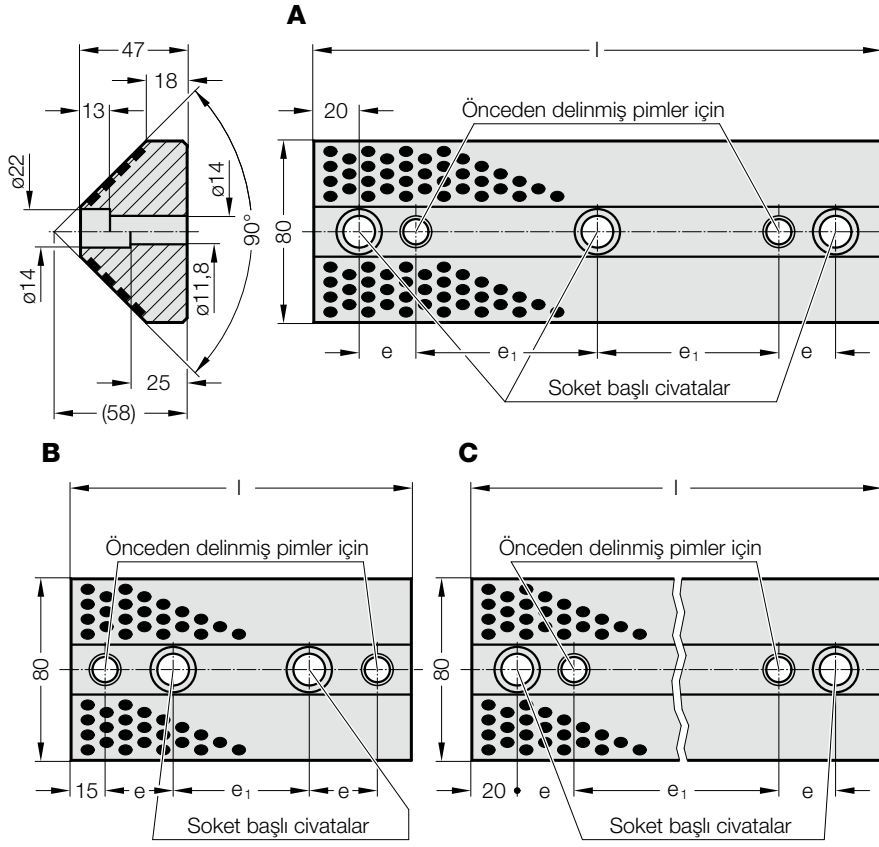 A
47
l
18
13
20
Önceden delinmiş pimler için
ø22
ø14
90°
80
ø14
ø11,8
e
e₁
e₁
e
25
Soket başlı civatalar
(58)
B
C
l
l
Önceden delinmiş pimler için
Önceden delinmiş pimler için
80
80
15
e
e₁
e
20
e
e₁
e
Soket başlı civatalar
Soket başlı civatalar